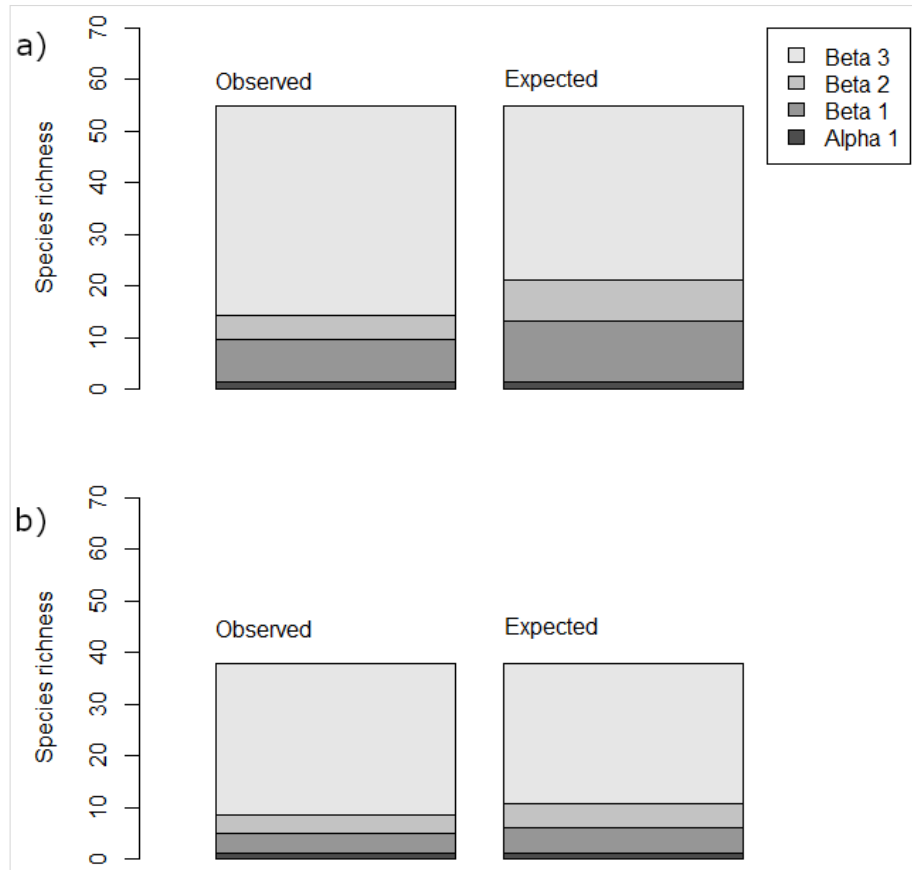 a)
Species richness
70
60
50
40
30
20
10
0
Observed
Expected
Beta 3
Beta 2
Beta 1
Alpha 1
b)
Species richness
70
60
50
40
30
20
10
0
Observed
Expected